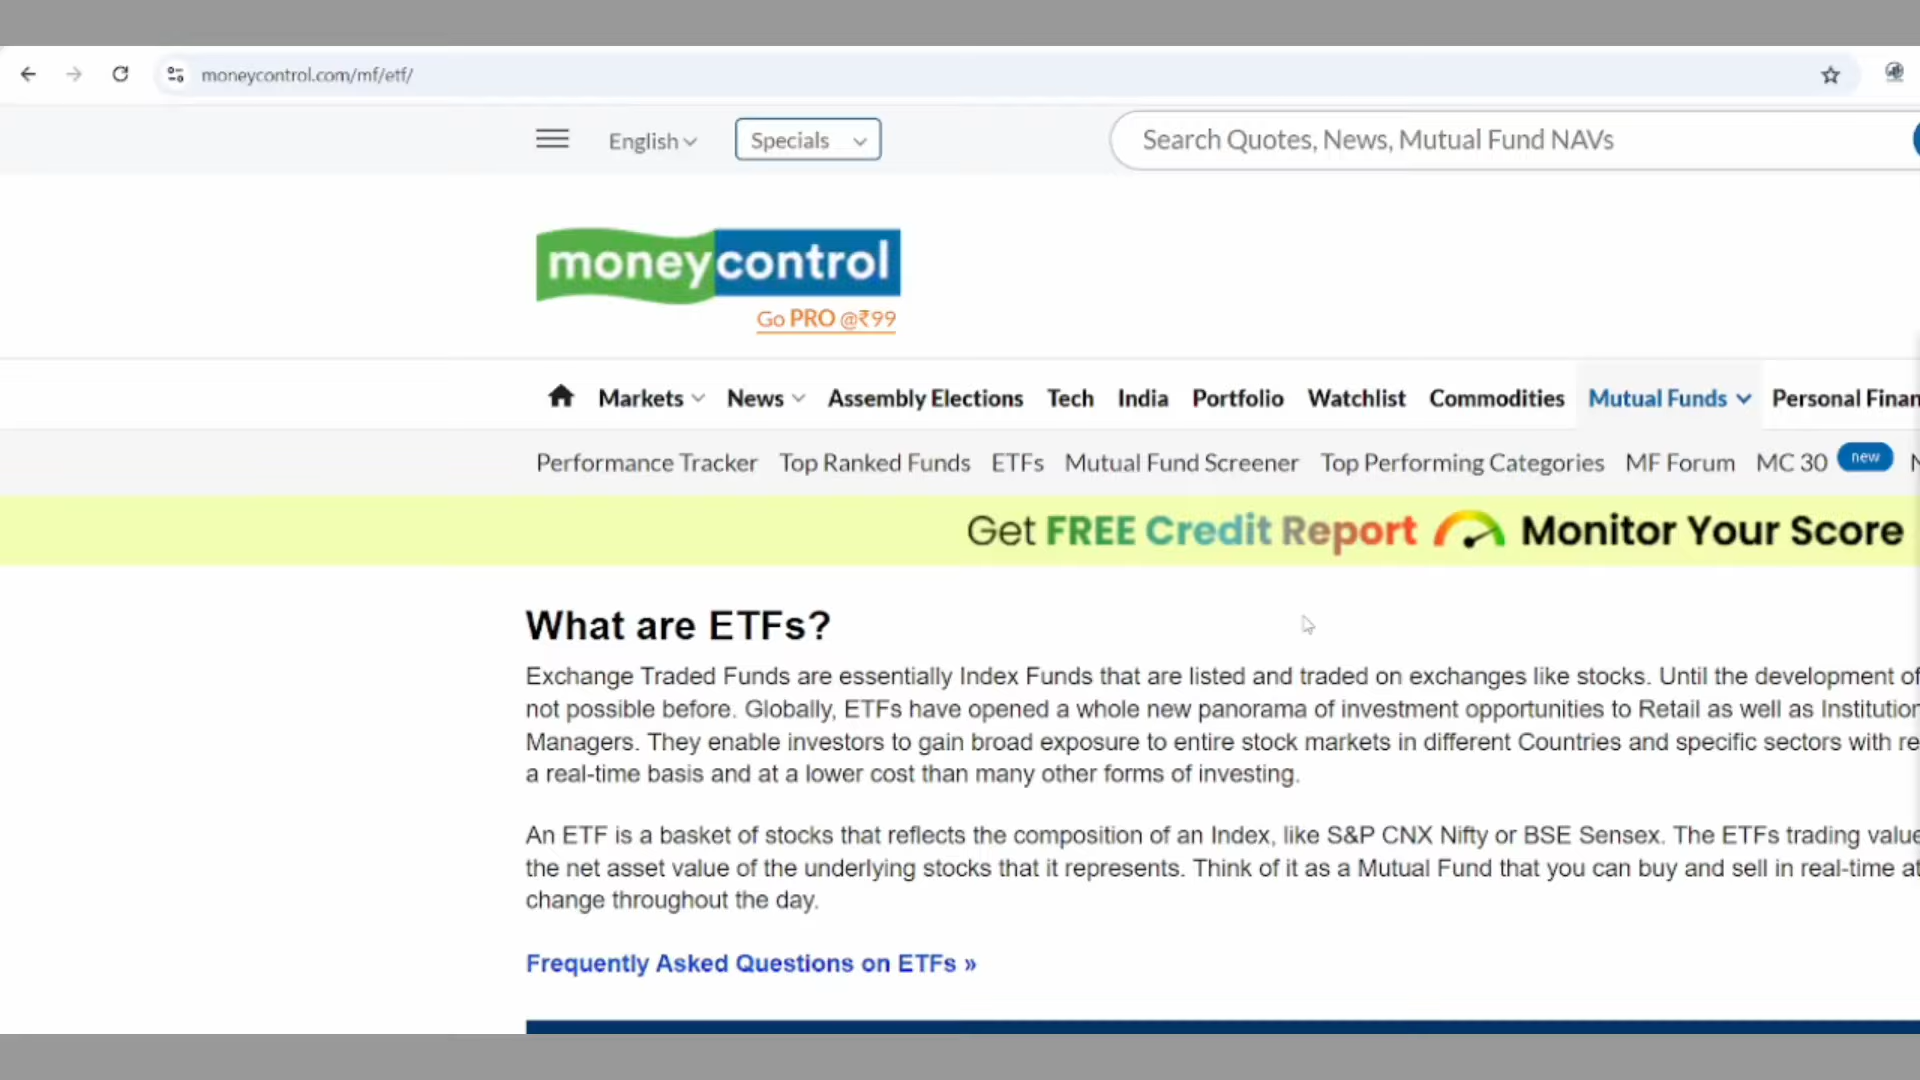 moneycontrol.com/mf/etf/
English
Specials
Search Quotes, News, Mutual Fund NAVs
moneycontrol
Go PRO @₹99
Markets News Assembly Elections Tech India Portfolio Watchlist Commodities Mutual Funds Personal Finan
Performance Tracker Top Ranked Funds ETFs Mutual Fund Screener Top Performing Categories MF Forum MC 30 new
Get FREE Credit Report Monitor Your Score
What are ETFs?
Exchange Traded Funds are essentially Index Funds that are listed and traded on exchanges like stocks. Until the development of
not possible before. Globally, ETFs have opened a whole new panorama of investment opportunities to Retail as well as Institution
Managers. They enable investors to gain broad exposure to entire stock markets in different Countries and specific sectors with re
a real-time basis and at a lower cost than many other forms of investing.
An ETF is a basket of stocks that reflects the composition of an Index, like S&P CNX Nifty or BSE Sensex. The ETFs trading value
the net asset value of the underlying stocks that it represents. Think of it as a Mutual Fund that you can buy and sell in real-time at
change throughout the day.
Frequently Asked Questions on ETFs »